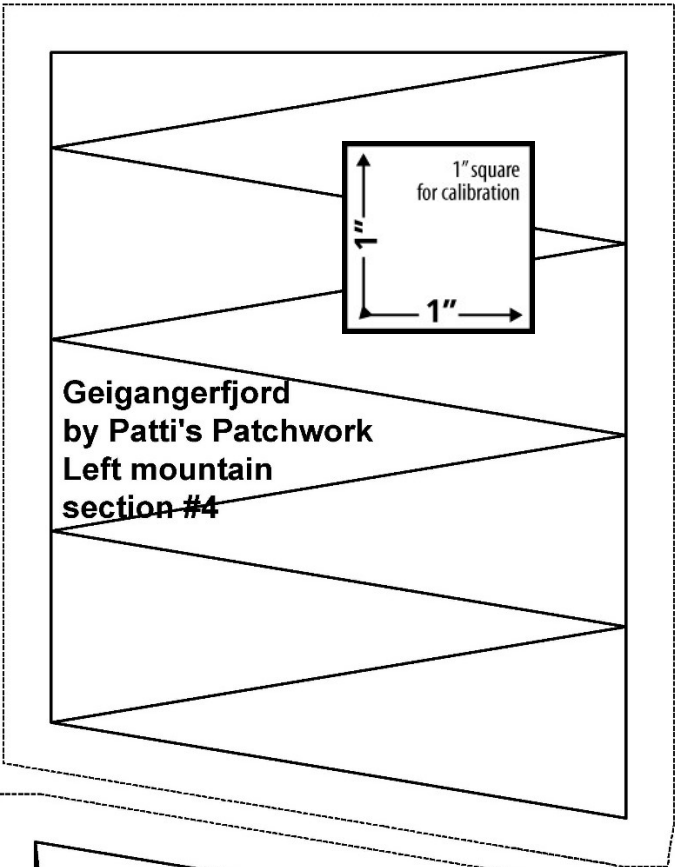 1" square
for calibration
1"
1"
Geigangerfjord
by Patti's Patchwork
Left mountain
section #4